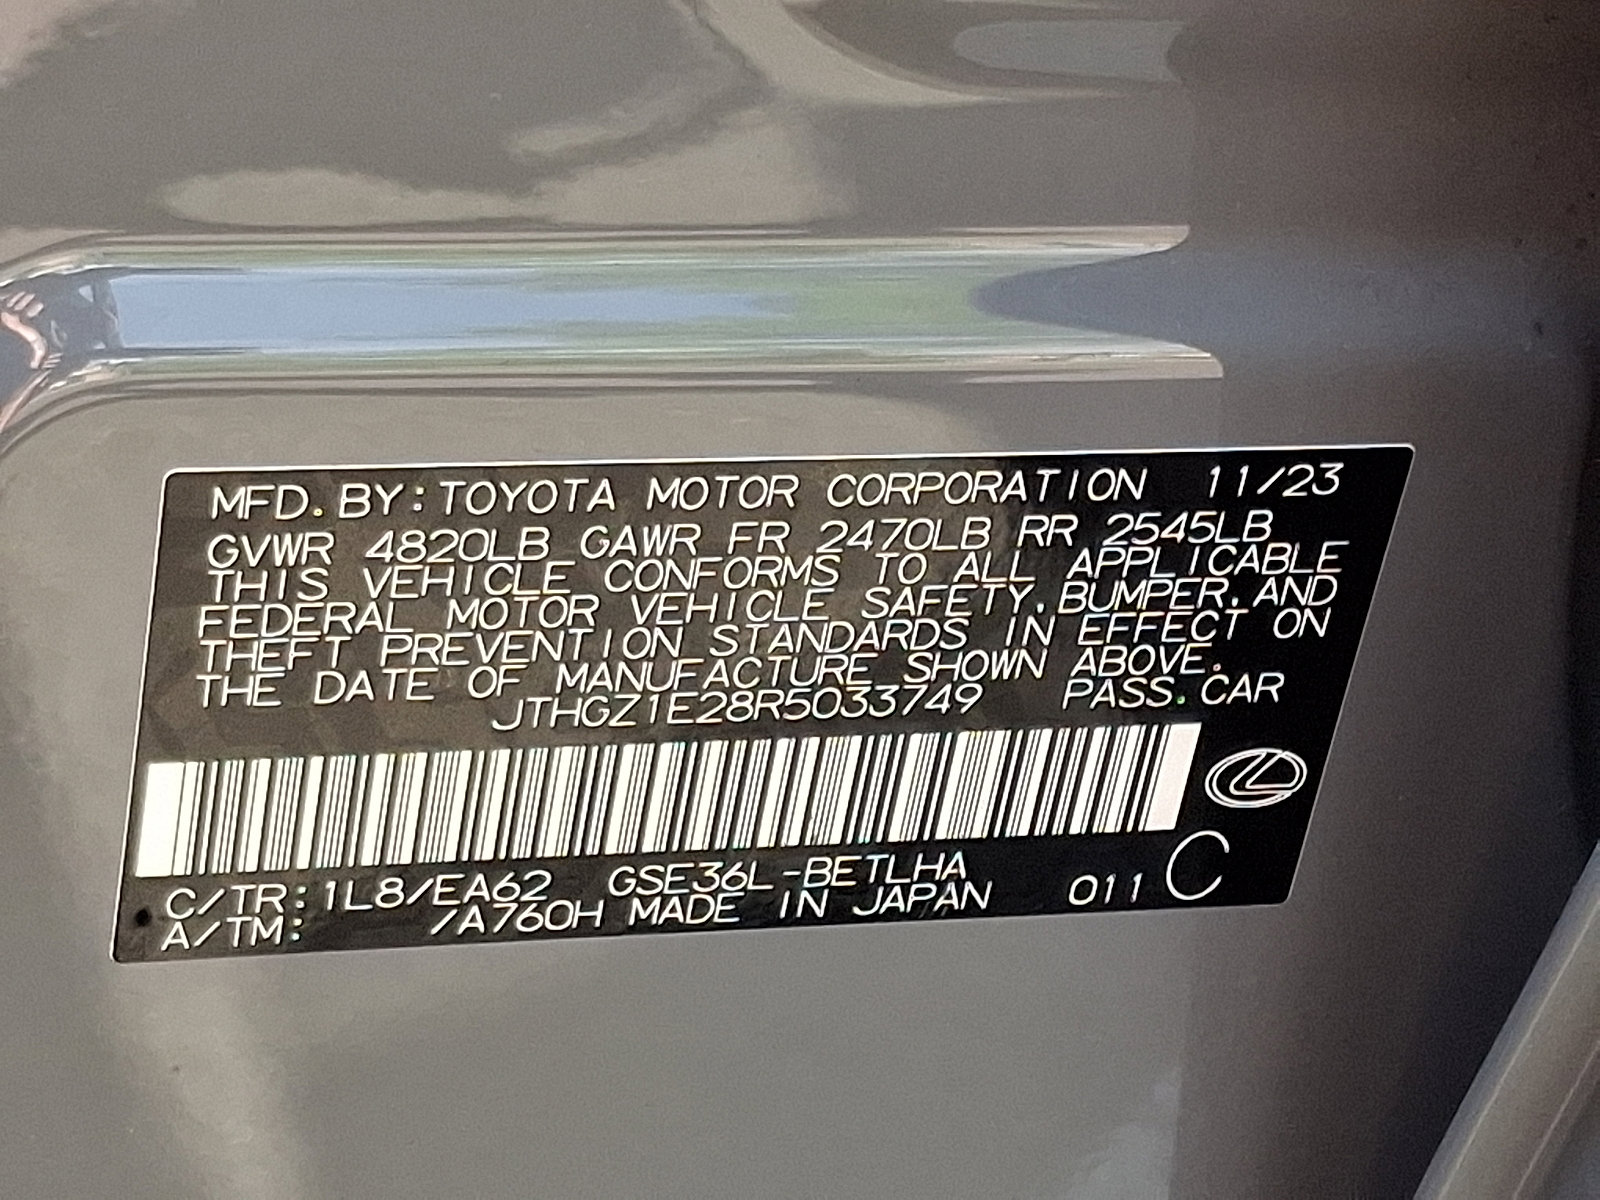 MFD. BY: TOYOTA MOTOR CORPORATION 11/23
GVWR 4820LB GAWR FR 2470LB RR 2545LB
THIS VEHICLE CONFORMS TO ALL APPLICABLE
FEDERAL MOTOR VEHICLE SAFETY, BUMPER, AND
THEFT PREVENTION STANDARDS IN EFFECT ON
THE DATE OF MANUFACTURE SHOWN ABOVE.
JTHGZ1E28R5033749 PASS. CAR
C/TR: 1L8/EA62 GSE36L-BETLHA
A/TM: /A760H MADE IN JAPAN 011 C